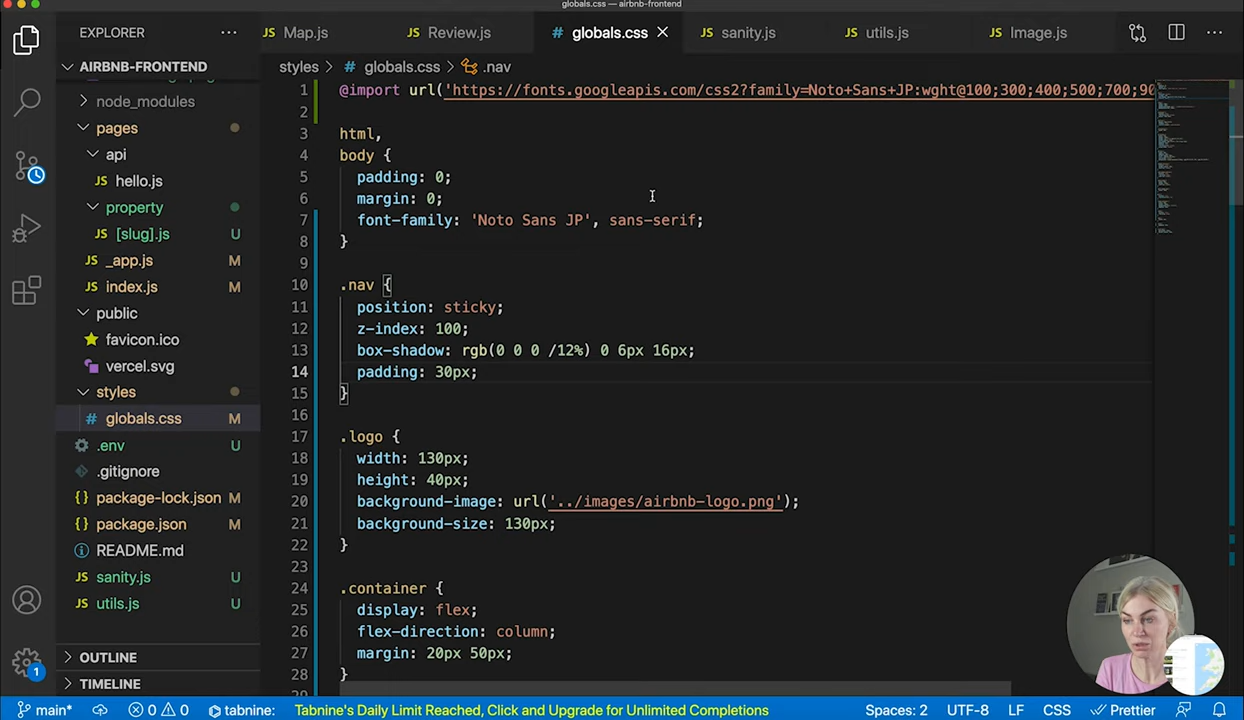 globals.css — airbnb-frontend
EXPLORER
Map.js
Review.js
globals.css
sanity.js
utils.js
Image.js
AIRBNB-FRONTEND
styles > globals.css > .nav
node_modules
pages
api
hello.js
property
[slug].js U
_app.js M
index.js M
public
favicon.ico
vercel.svg
styles
globals.css M
.env U
.gitignore
package-lock.json M
package.json M
README.md
sanity.js U
utils.js U
OUTLINE
TIMELINE
1 @import url('https://fonts.googleapis.com/css2?family=Noto+Sans+JP:wght@100;300;400;500;700;90
2
3 html,
4 body {
5 padding: 0;
6 margin: 0;
7 font-family: 'Noto Sans JP', sans-serif;
8 }
9
10 .nav {
11 position: sticky;
12 z-index: 100;
13 box-shadow: rgb(0 0 0 /12%) 0 6px 16px;
14 padding: 30px;
15 }
16
17 .logo {
18 width: 130px;
19 height: 40px;
20 background-image: url('../images/airbnb-logo.png');
21 background-size: 130px;
22 }
23
24 .container {
25 display: flex;
26 flex-direction: column;
27 margin: 20px 50px;
28 }
1
main*
0
0
tabnine:
Tabnine's Daily Limit Reached, Click and Upgrade for Unlimited Completions
Spaces: 2
UTF-8
LF
CSS
Prettier